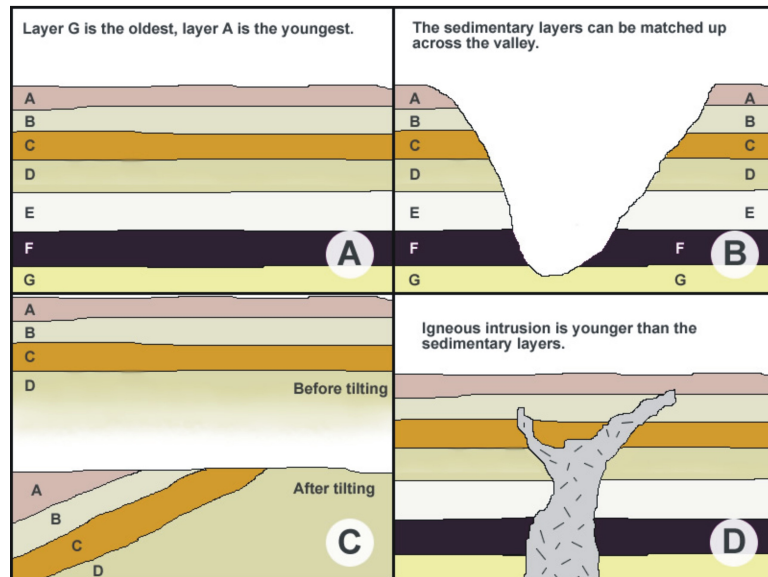 Layer G is the oldest, layer A is the youngest.
A
B
C
D
E
F
G
A
The sedimentary layers can be matched up
across the valley.
A A
B B
C C
D D
E E
F F
G G
B
A
B
C
D Before tilting
After tilting
A
B
C
D
C
Igneous intrusion is younger than the
sedimentary layers.
D